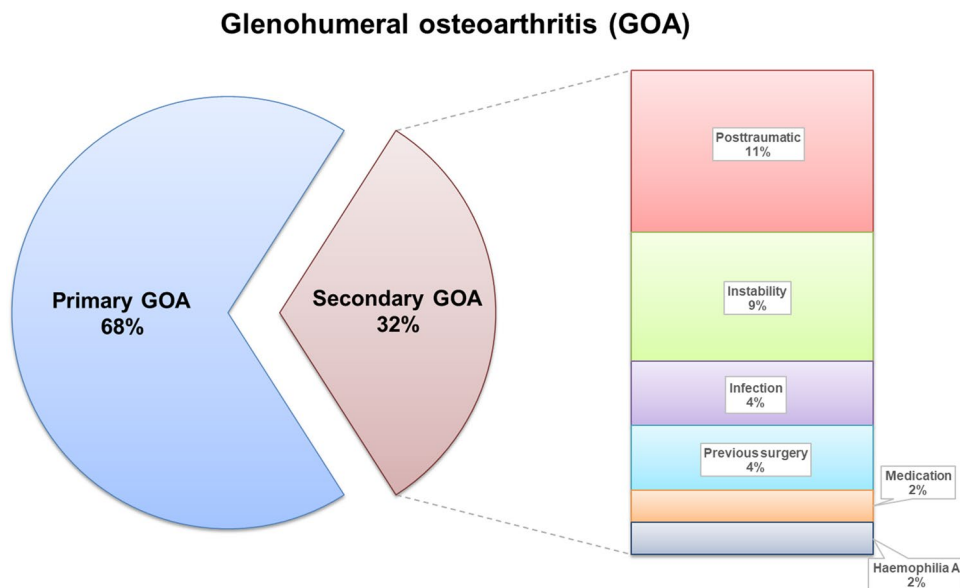 Glenohumeral osteoarthritis (GOA)
Primary GOA
68%
Secondary GOA
32%
Posttraumatic
11%
Instability
9%
Infection
4%
Previous surgery
4%
Medication
2%
Haemophilia A
2%